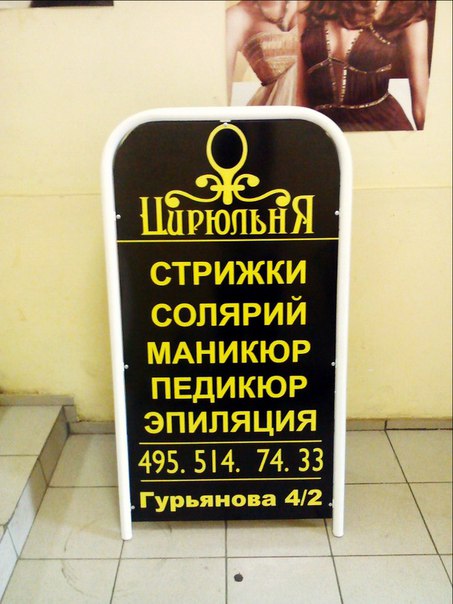 Цирюльня
СТРИЖКИ
СОЛЯРИЙ
МАНИКЮР
ПЕДИКЮР
ЭПИЛЯЦИЯ
495. 514. 74. 33
Гурьянова 4/2